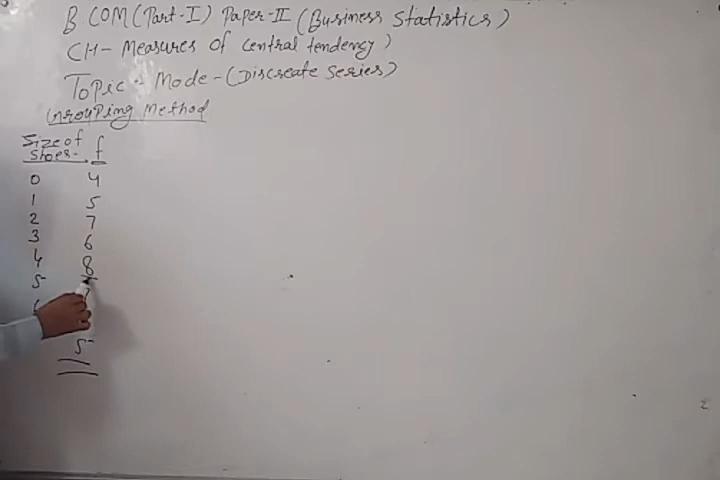 B COM (Part-I) Paper-II (Business Statistics)
CH- Measures of Central tendency)
Topic - Mode - (Discreate Series)
Grouping Method
Size of Shoes- f
0 4
1 5
2 7
3 6
4 8
5
5